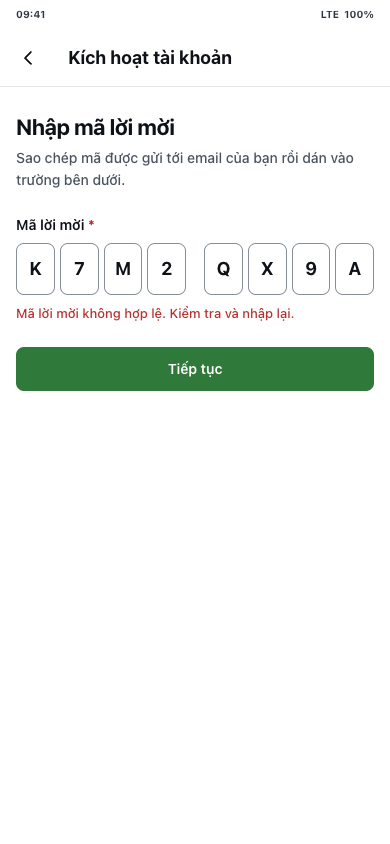 09:41 LTE 100%
Kích hoạt tài khoản
Nhập mã lời mời
Sao chép mã được gửi tới email của bạn rồi dán vào
trường bên dưới.
Mã lời mời *
K 7 M 2 Q X 9 A
Mã lời mời không hợp lệ. Kiểm tra và nhập lại.
Tiếp tục